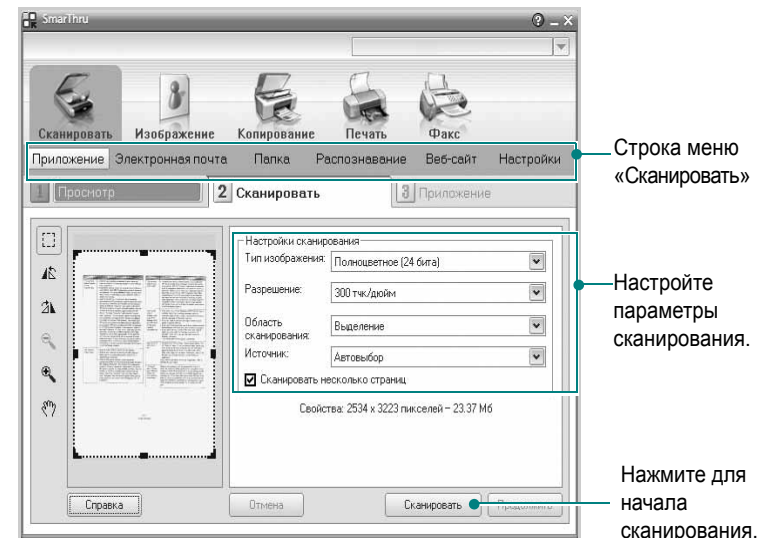 SmarThru
Сканировать Изображение Копирование Печать Факс
Приложение Электронная почта Папка Распознавание Веб-сайт Настройки
Строка меню
«Сканировать»
1 Просмотр 2 Сканировать 3 Приложение
Настройки сканирования
Тип изображения: Полноцветное (24 бита)
Разрешение: 300 тчк/дюйм
Область
сканирования: Выделение
Источник: Автовыбор
Сканировать несколько страниц
Свойства: 2534 x 3223 пикселей – 23.37 Мб
Настройте
параметры
сканирования.
Справка Отмена Сканировать Продолжить
Нажмите для
начала
сканирования.